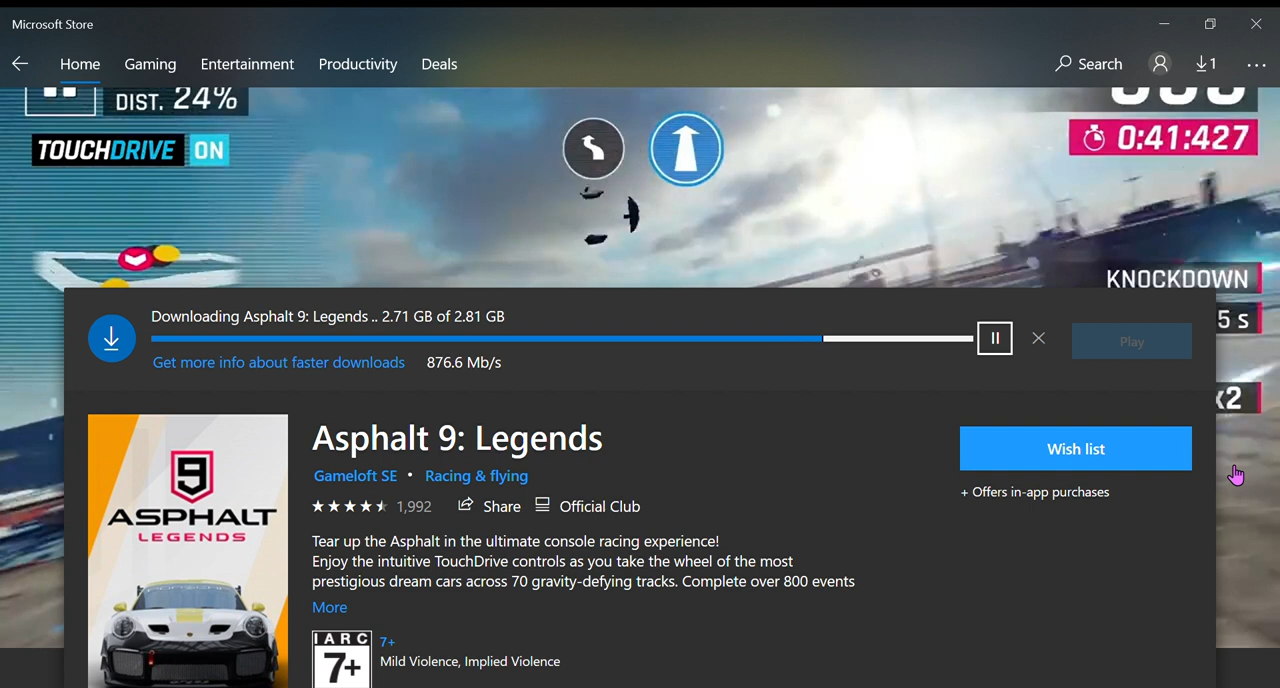 Microsoft Store
Home Gaming Entertainment Productivity Deals Search 1
DIST. 24%
TOUCHDRIVE ON
0:41:427
KNOCKDOWN
5 s
x2
Downloading Asphalt 9: Legends .. 2.71 GB of 2.81 GB
Get more info about faster downloads 876.6 Mb/s
Play
Asphalt 9: Legends
Wish list
Gameloft SE • Racing & flying
+ Offers in-app purchases
1,992 Share Official Club
Tear up the Asphalt in the ultimate console racing experience!
Enjoy the intuitive TouchDrive controls as you take the wheel of the most
prestigious dream cars across 70 gravity-defying tracks. Complete over 800 events
More
9
ASPHALT
LEGENDS
IARC
7+
7+
Mild Violence, Implied Violence